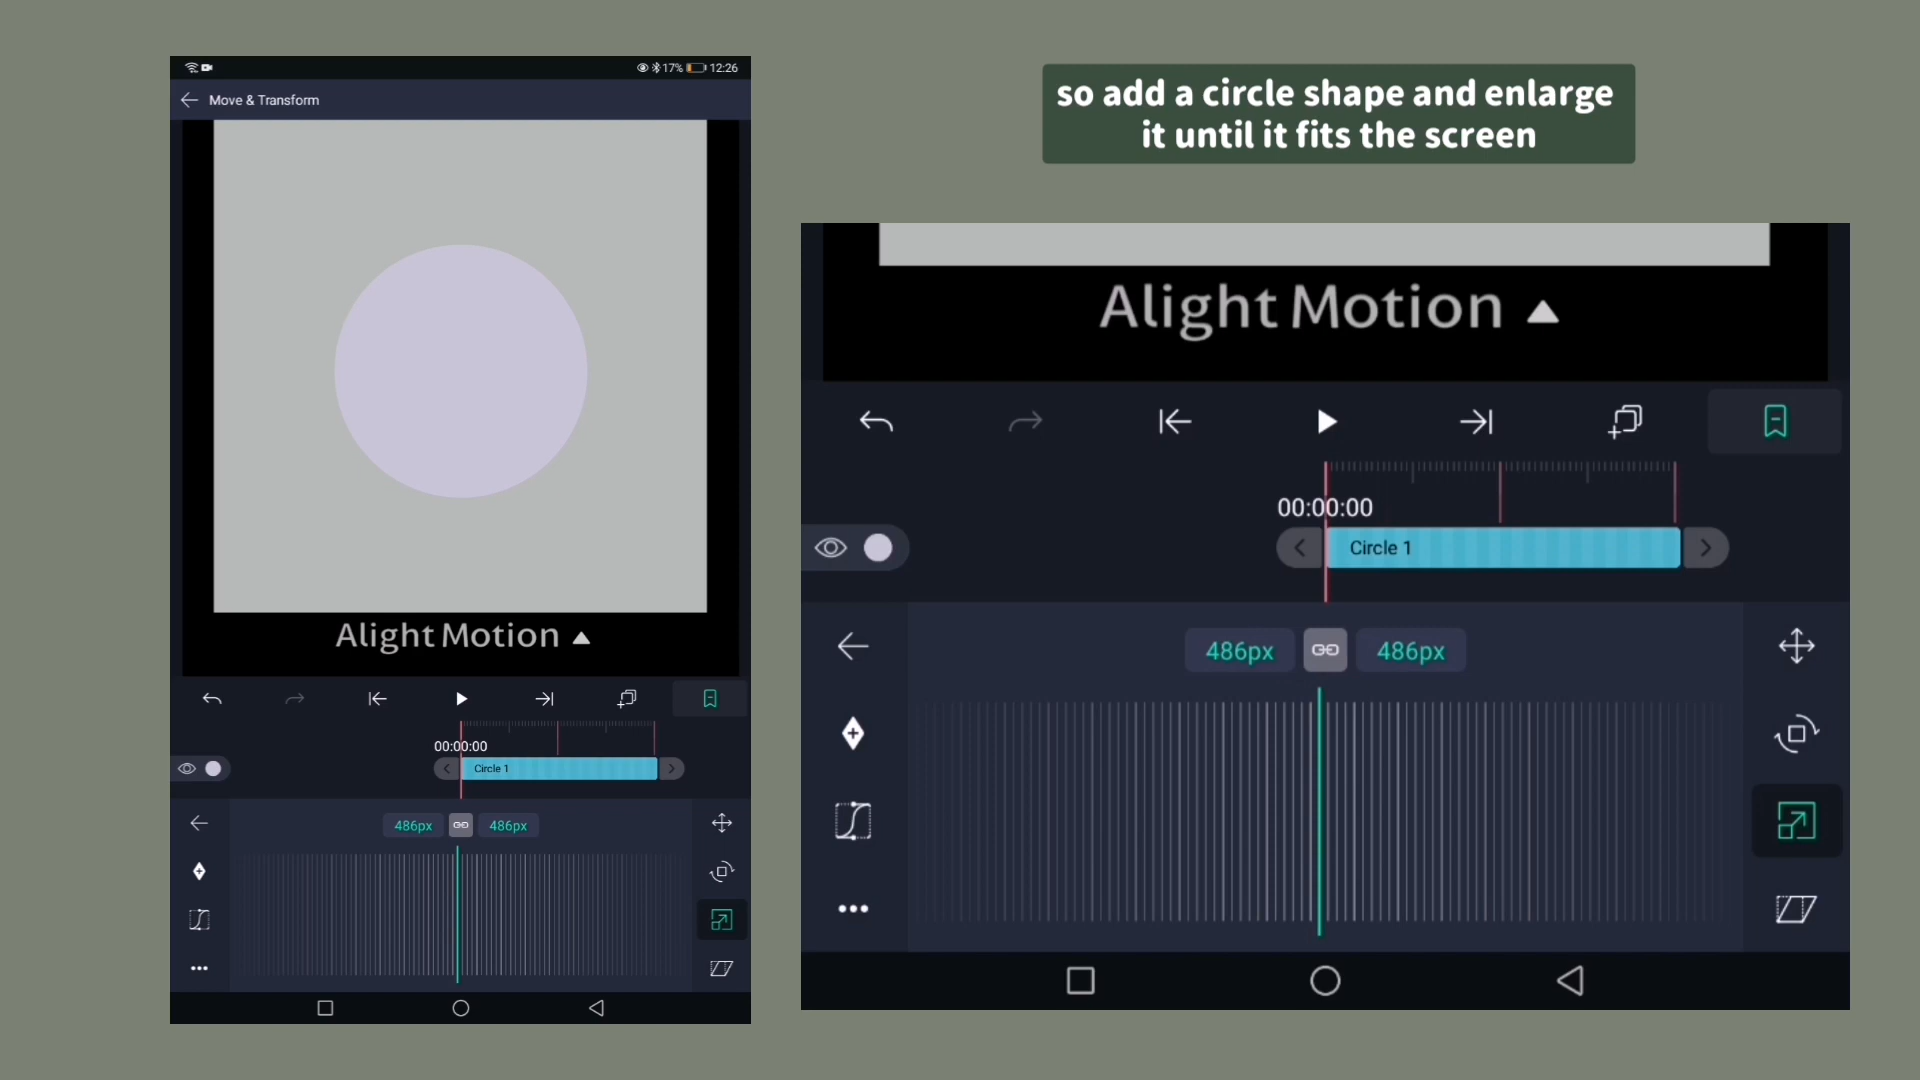 17% 12:26
Move & Transform
Alight Motion
00:00:00
Circle 1
486px 486px
so add a circle shape and enlarge
it until it fits the screen
Alight Motion
00:00:00
Circle 1
486px 486px